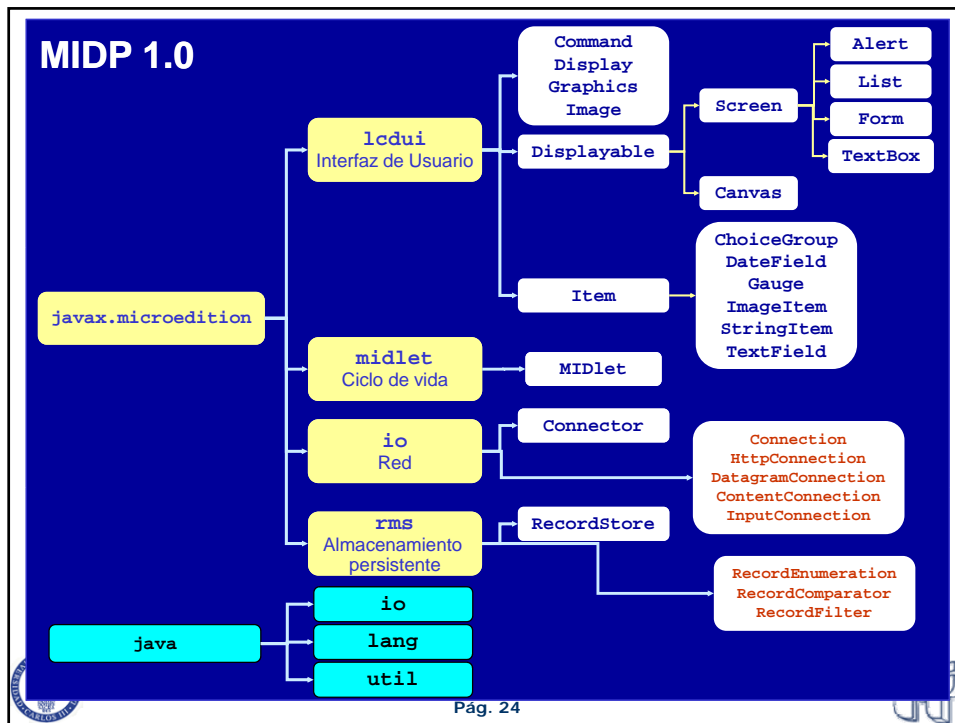 MIDP 1.0
Command
Display
Graphics
Image
Alert
List
Form
TextBox
Screen
lcdui
Interfaz de Usuario
Displayable
Canvas
ChoiceGroup
DateField
Gauge
ImageItem
StringItem
TextField
Item
javax.microedition
midlet
Ciclo de vida
MIDlet
io
Red
Connector
Connection
HttpConnection
DatagramConnection
ContentConnection
InputConnection
rms
Almacenamiento
persistente
RecordStore
RecordEnumeration
RecordComparator
RecordFilter
java
io
lang
util
Pág. 24